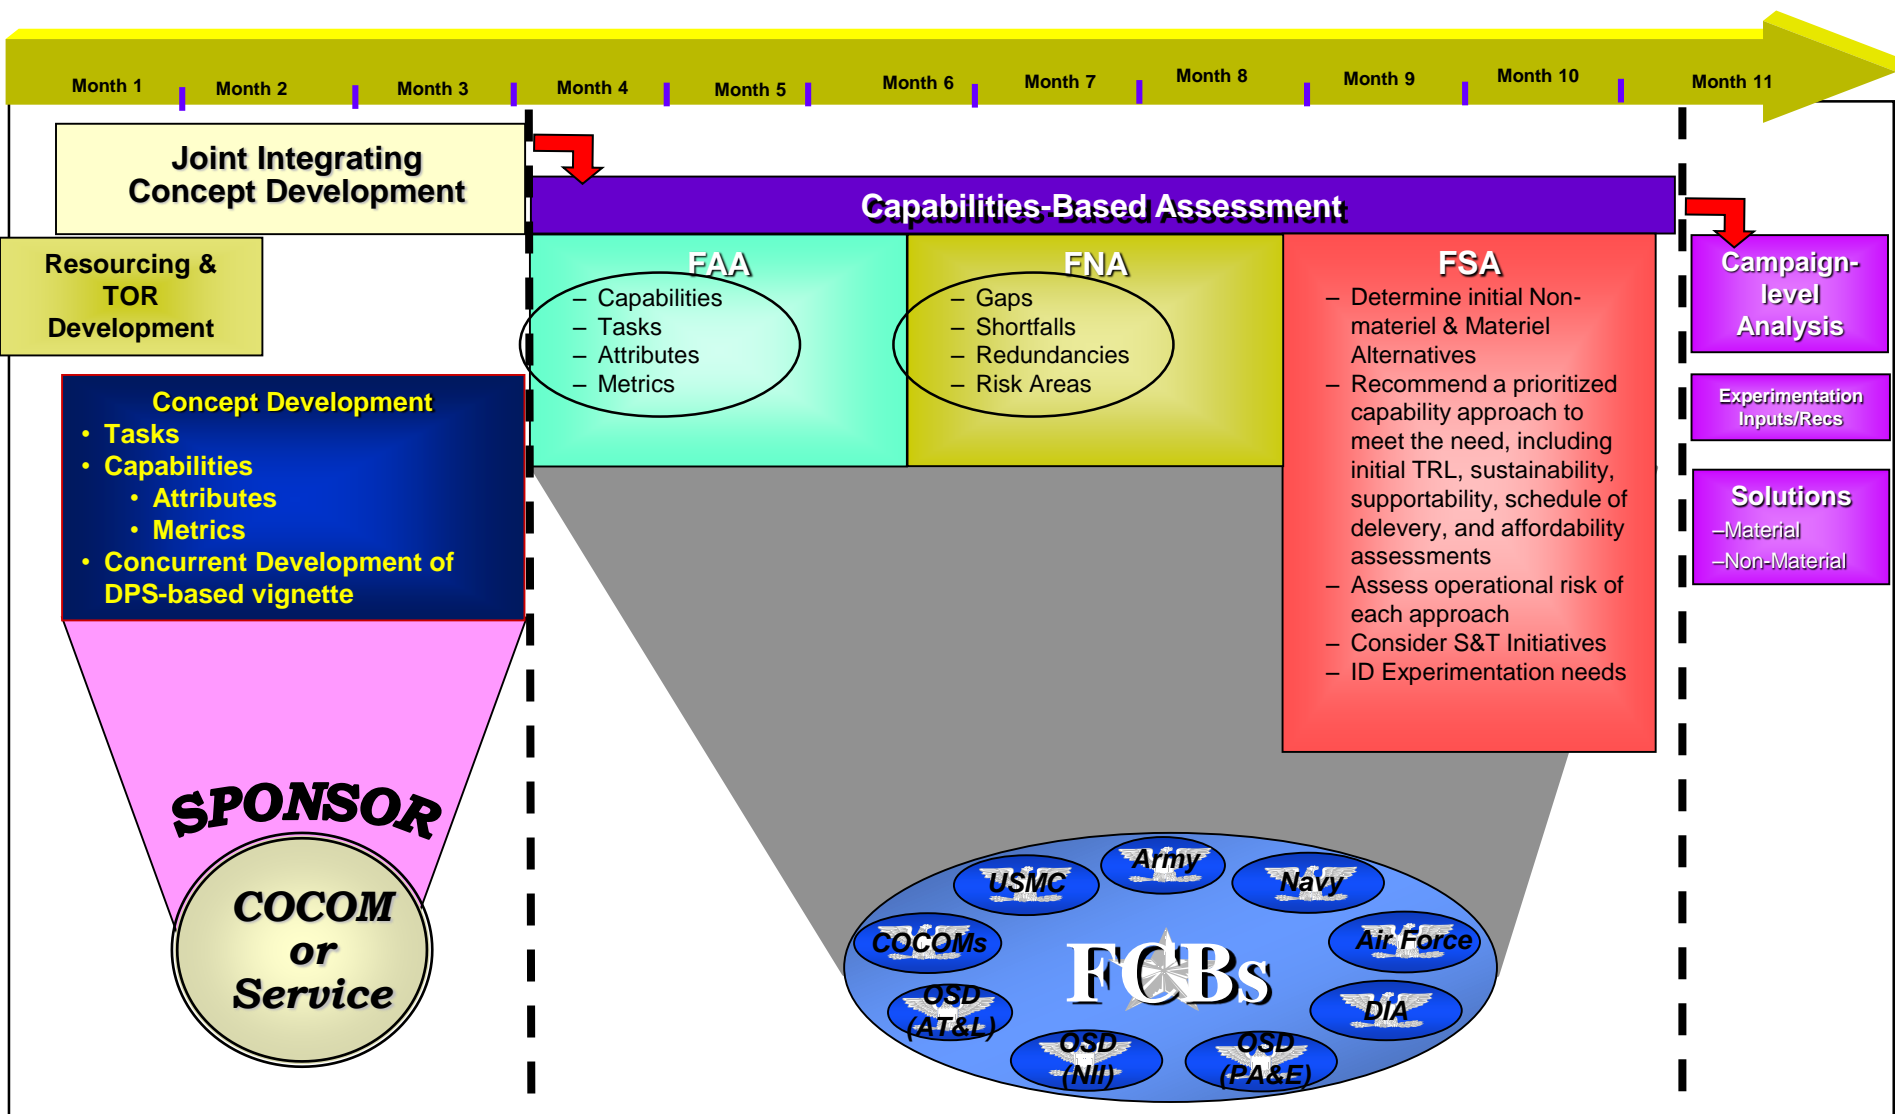 Month 1
Month 2
Month 3
Month 4
Month 5
Month 6
Month 7
Month 8
Month 9
Month 10
Month 11
Joint Integrating
Concept Development
Capabilities-Based Assessment
Resourcing &
TOR
Development
Concept Development
• Tasks
• Capabilities
• Attributes
• Metrics
• Concurrent Development of
DPS-based vignette
FAA
– Capabilities
– Tasks
– Attributes
– Metrics
FNA
– Gaps
– Shortfalls
– Redundancies
– Risk Areas
FSA
– Determine initial Non-
materiel & Materiel
Alternatives
– Recommend a prioritized
capability approach to
meet the need, including
initial TRL, sustainability,
supportability, schedule of
delevery, and affordability
assessments
– Assess operational risk of
each approach
– Consider S&T Initiatives
– ID Experimentation needs
Campaign-
level
Analysis
Experimentation
Inputs/Recs
Solutions
–Material
–Non-Material
SPONSOR
COCOM
or
Service
FCBs
Army
USMC
Navy
COCOMs
Air Force
OSD
(AT&L)
DIA
OSD
(NII)
OSD
(PA&E)